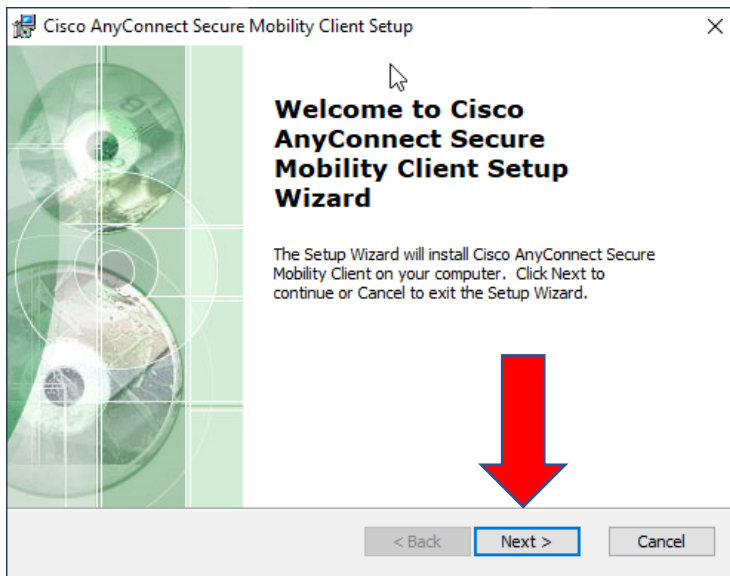 Cisco AnyConnect Secure Mobility Client Setup
Welcome to Cisco
AnyConnect Secure
Mobility Client Setup
Wizard
The Setup Wizard will install Cisco AnyConnect Secure
Mobility Client on your computer. Click Next to
continue or Cancel to exit the Setup Wizard.
< Back Next > Cancel